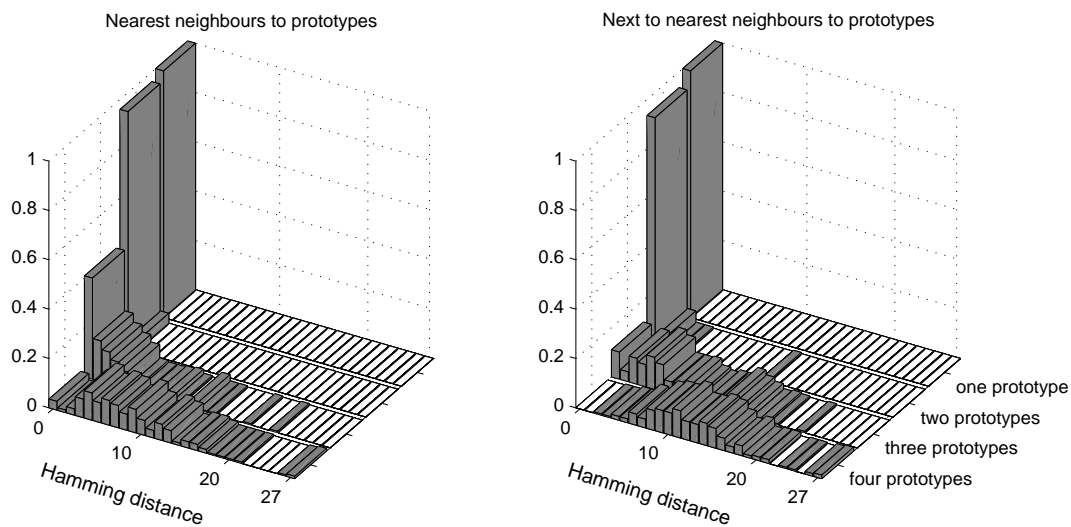 Nearest neighbours to prototypes
1
0.8
0.6
0.4
0.2
0
0
10
20
27
Hamming distance
Next to nearest neighbours to prototypes
1
0.8
0.6
0.4
0.2
0
0
10
20
27
Hamming distance
one prototype
two prototypes
three prototypes
four prototypes